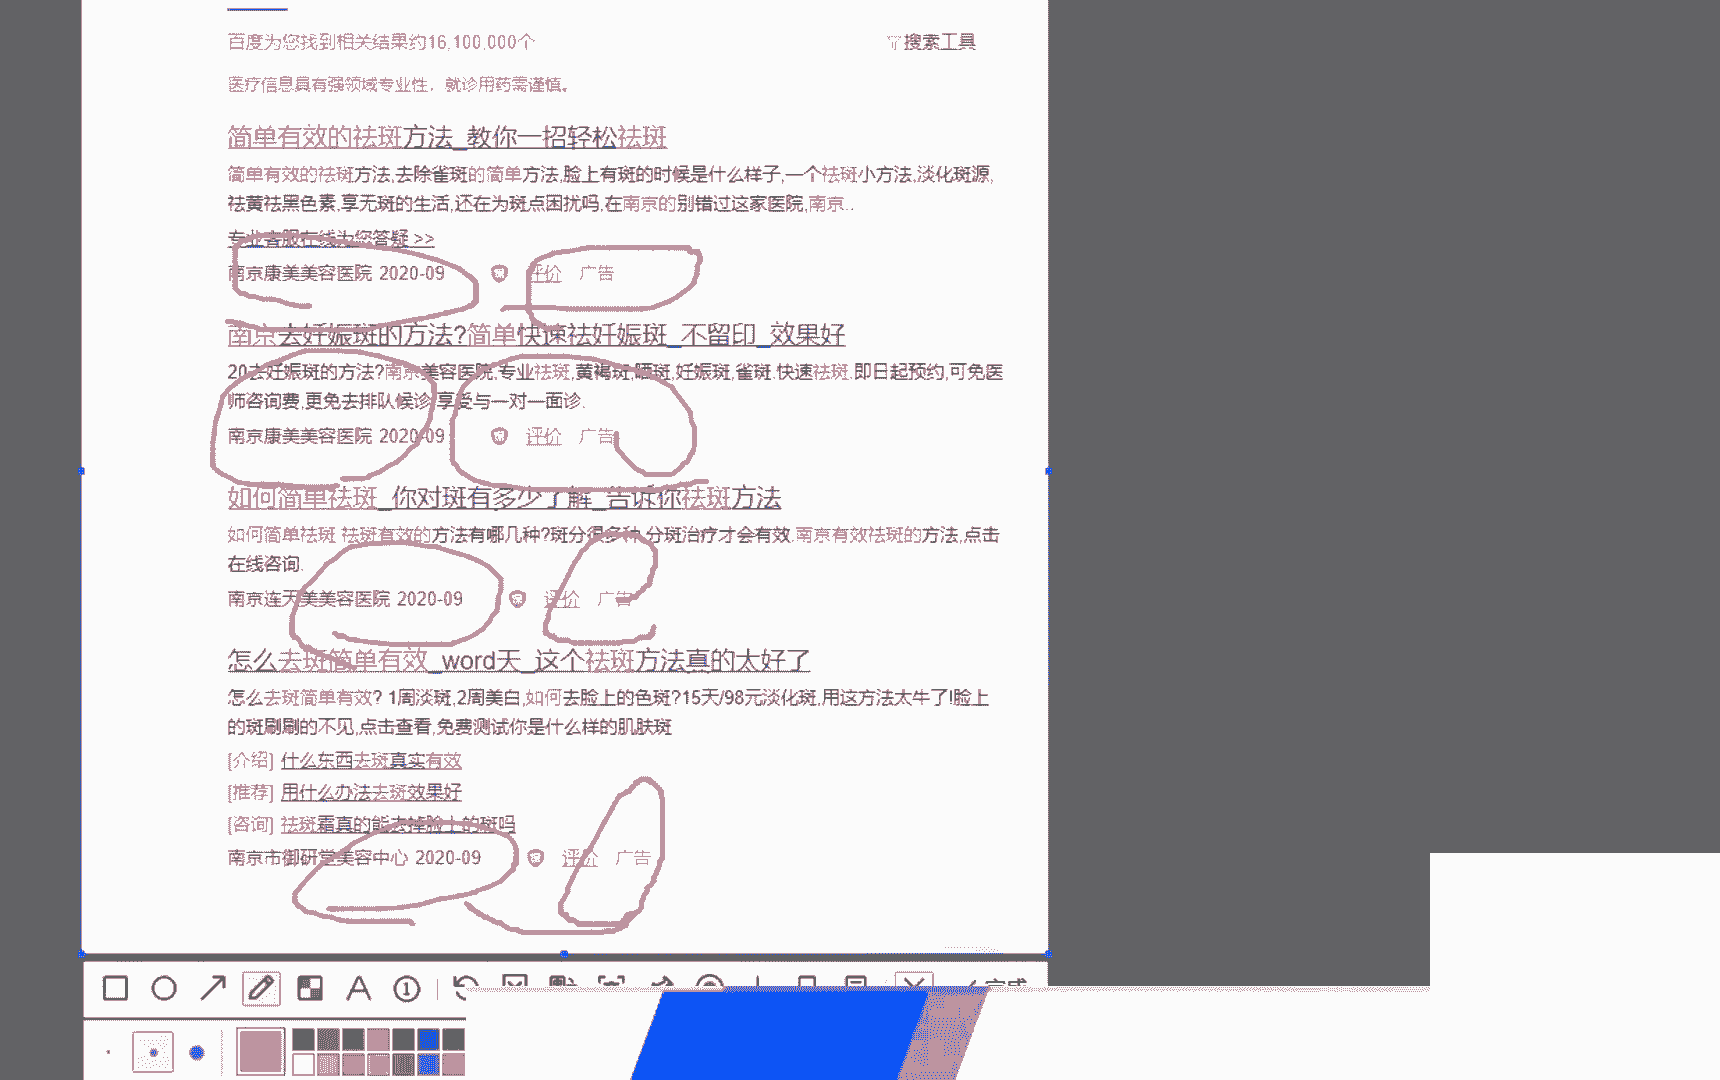 百度为您找到相关结果约16,100,000个
搜索工具
医疗信息具有强领域专业性，就诊用药需谨慎。
简单有效的祛斑方法_教你一招轻松祛斑
简单有效的祛斑方法,去除雀斑的简单方法,脸上有斑的时候是什么样子,一个祛斑小方法,淡化斑源,
祛黄祛黑色素,享无斑的生活,还在为斑点困扰吗,在南京的别错过这家医院,南京..
专业客服在线为您答疑 >>
南京康美美容医院 2020-09 评价 广告
南京去妊娠斑的方法?简单快速祛妊娠斑_不留印_效果好
20去妊娠斑的方法?南京美容医院,专业祛斑,黄褐斑,晒斑,妊娠斑,雀斑.快速祛斑.即日起预约,可免医
师咨询费,更免去排队候诊,享受与一对一面诊.
南京康美美容医院 2020-09 评价 广告
如何简单祛斑_你对斑有多少了解_告诉你祛斑方法
如何简单祛斑 祛斑有效的方法有哪几种?斑分很多种,分斑治疗才会有效.南京有效祛斑的方法,点击
在线咨询.
南京连天美美容医院 2020-09 评价 广告
怎么去斑简单有效_word天_这个祛斑方法真的太好了
怎么去斑简单有效? 1周淡斑,2周美白,如何去脸上的色斑?15天/98元淡化斑,用这方法太牛了!脸上
的斑刷刷的不见,点击查看,免费测试你是什么样的肌肤斑
[介绍] 什么东西去斑真实有效
[推荐] 用什么办法去斑效果好
[咨询] 祛斑霜真的能去掉脸上的斑吗
南京市御研堂美容中心 2020-09 评价 广告
A 1 完成